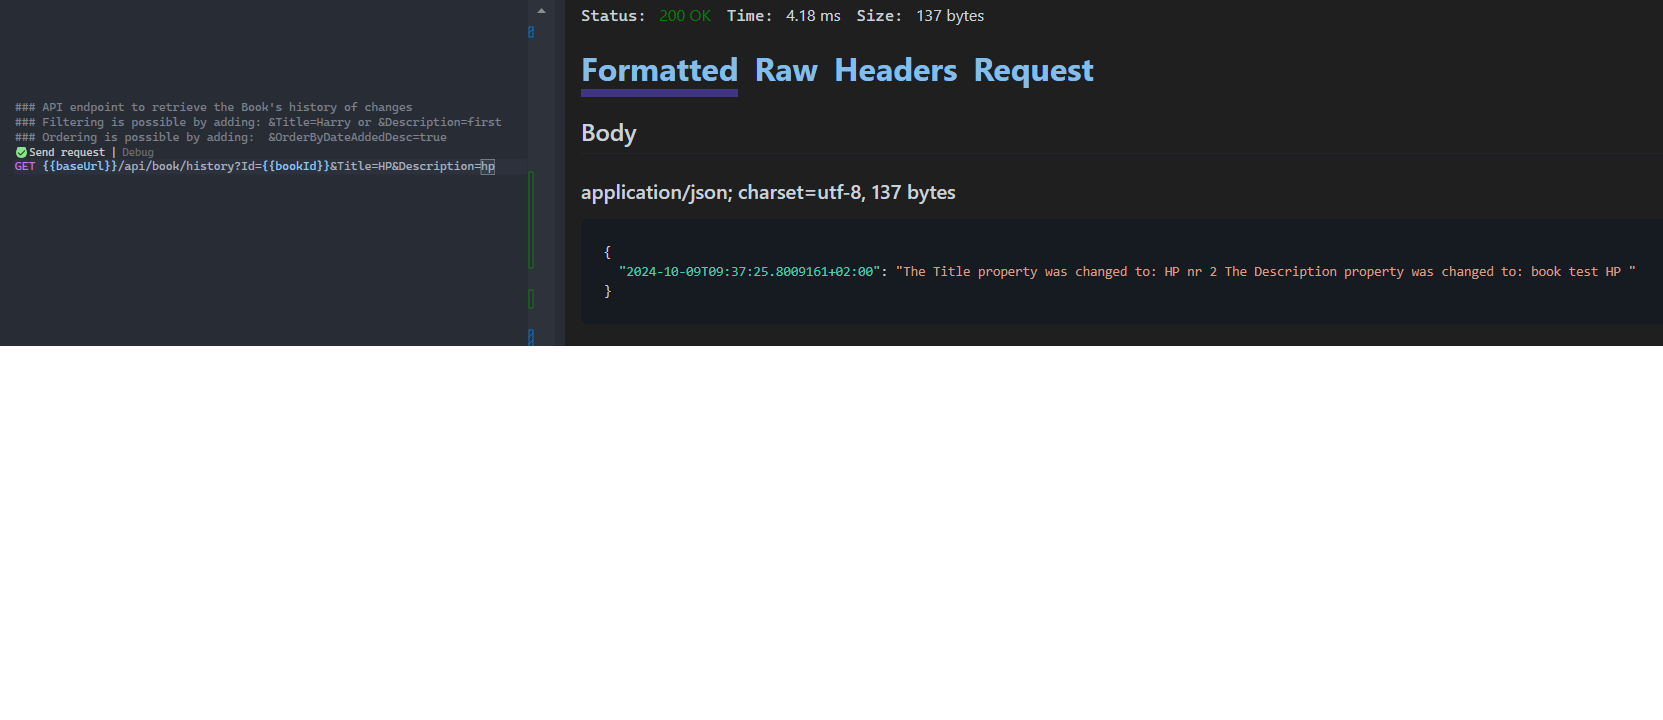 ### API endpoint to retrieve the Book's history of changes
### Filtering is possible by adding: &Title=Harry or &Description=first
### Ordering is possible by adding:  &OrderByDateAddedDesc=true
Send request | Debug
GET {{baseUrl}}/api/book/history?Id={{bookId}}&Title=HP&Description=hp
Status: 200 OK Time: 4.18 ms Size: 137 bytes
Formatted Raw Headers Request
Body
application/json; charset=utf-8, 137 bytes
{
"2024-10-09T09:37:25.8009161+02:00": "The Title property was changed to: HP nr 2 The Description property was changed to: book test HP "
}